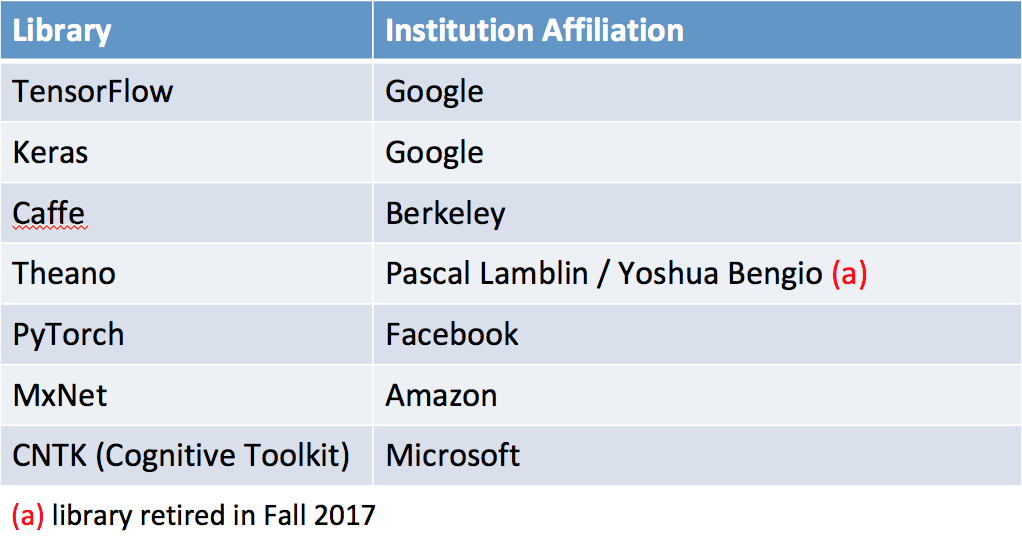 Library Institution Affiliation
TensorFlow Google
Keras Google
Caffe Berkeley
Theano Pascal Lamblin / Yoshua Bengio (a)
PyTorch Facebook
MxNet Amazon
CNTK (Cognitive Toolkit) Microsoft
(a) library retired in Fall 2017